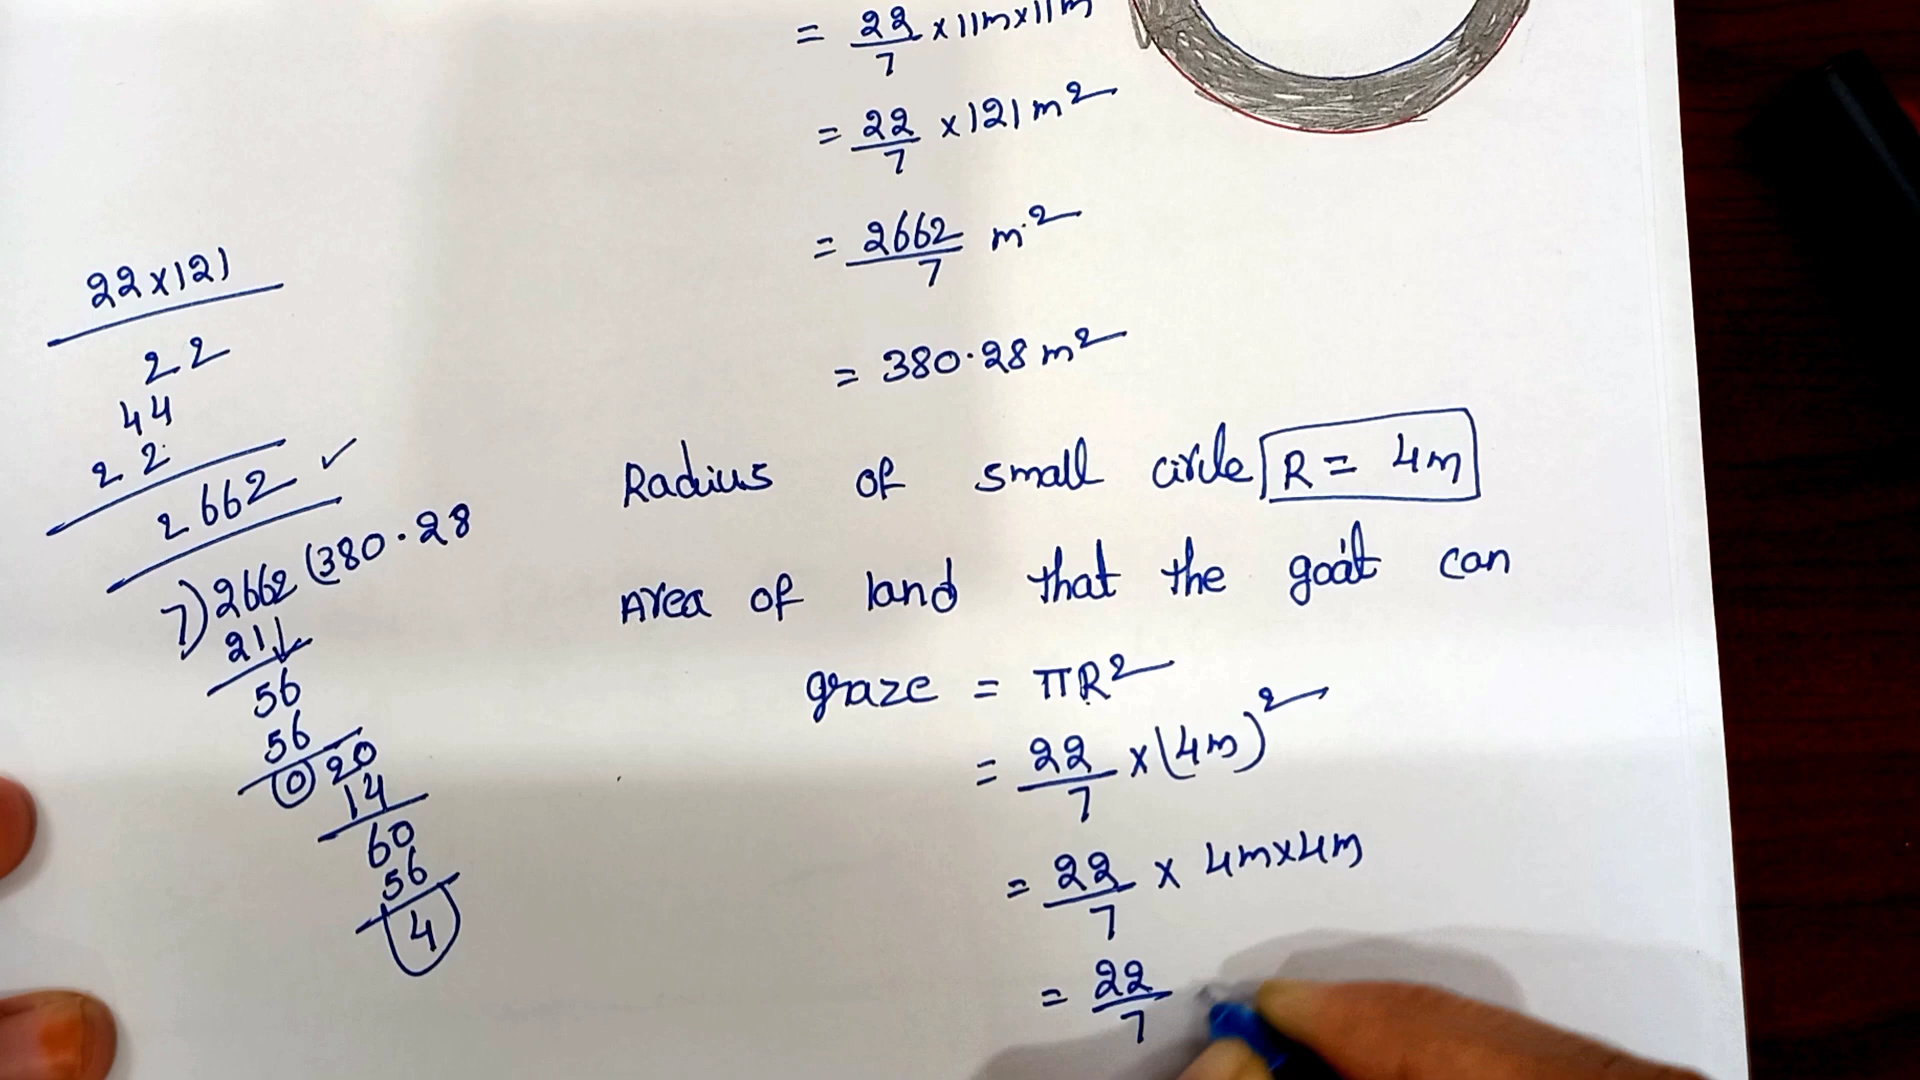 = 22/7 x 11m x 11m
= 22/7 x 121 m²
= 2662/7 m²
= 380.28 m²
22 x 121
22
44
22
2662 ✓
7)2662(380.28
21↓
56
56
0 20
14
60
56
4
Radius of small circle R = 4m
Area of land that the goat can
graze = πR²
= 22/7 x (4m)²
= 22/7 x 4m x 4m
= 22/7